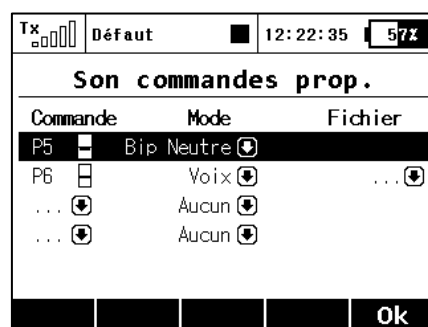 Tx Défaut 12:22:35 57%
Son commandes prop.
Commande Mode Fichier
P5 Bip Neutre
P6 Voix ...
... Aucun
... Aucun
Ok